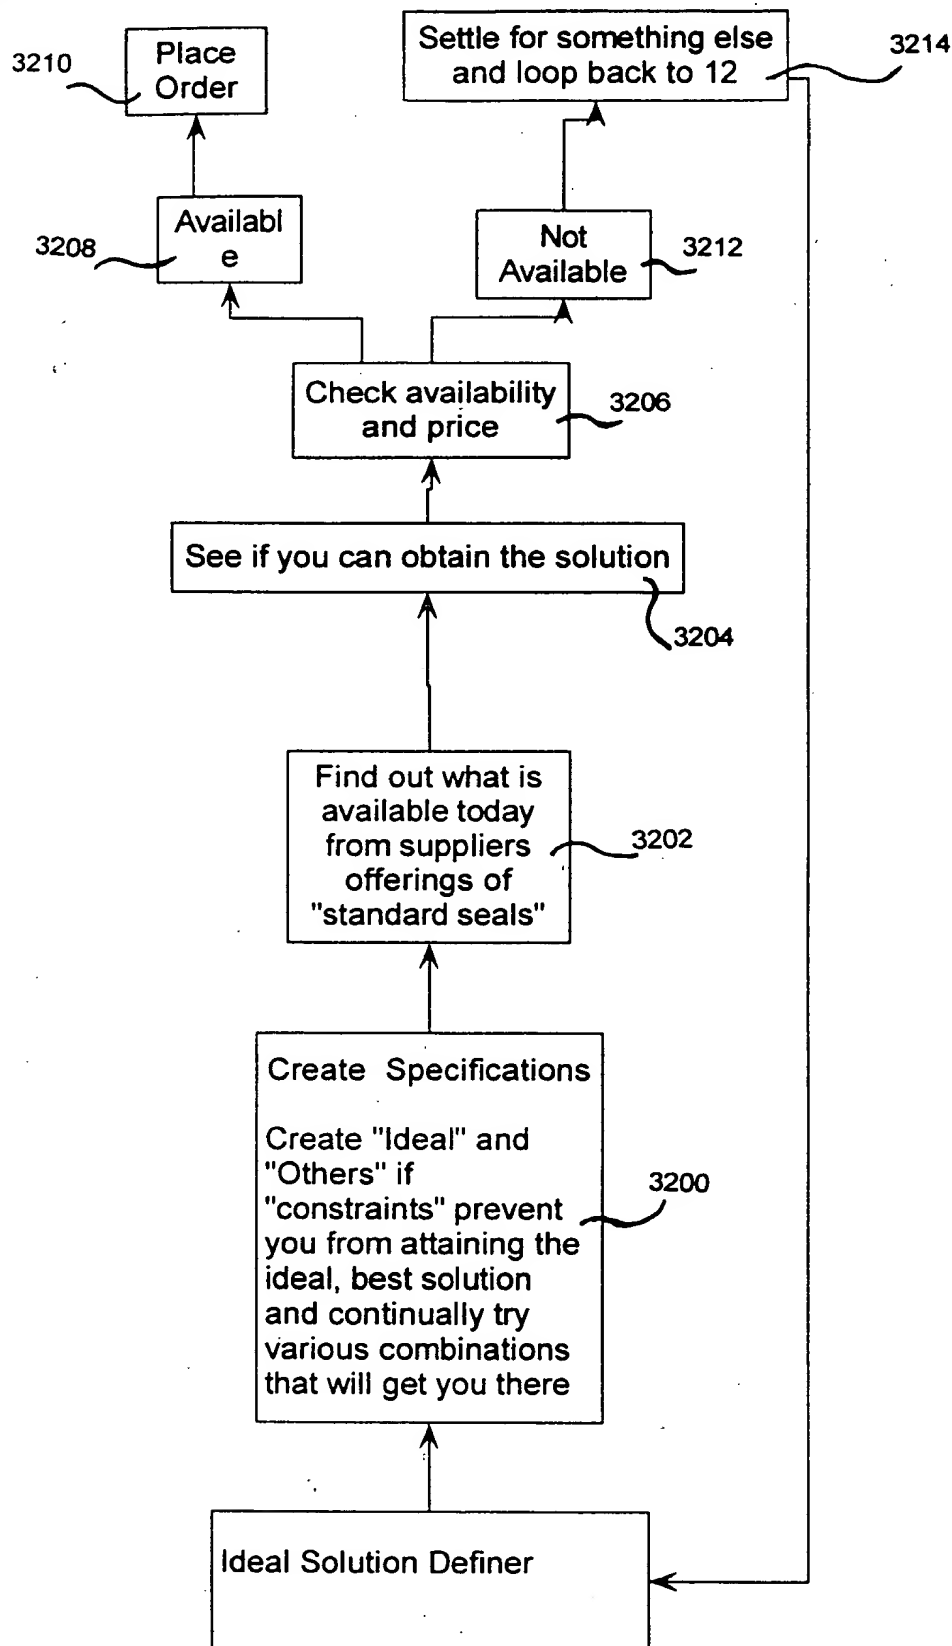 3210
Place
Order
Settle for something else
and loop back to 12
3214
3208
Availabl
e
Not
Available
3212
Check availability
and price
3206
See if you can obtain the solution
3204
Find out what is
available today
from suppliers
offerings of
"standard seals"
3202
Create Specifications
Create "Ideal" and
"Others" if
"constraints" prevent
you from attaining the
ideal, best solution
and continually try
various combinations
that will get you there
3200
Ideal Solution Definer